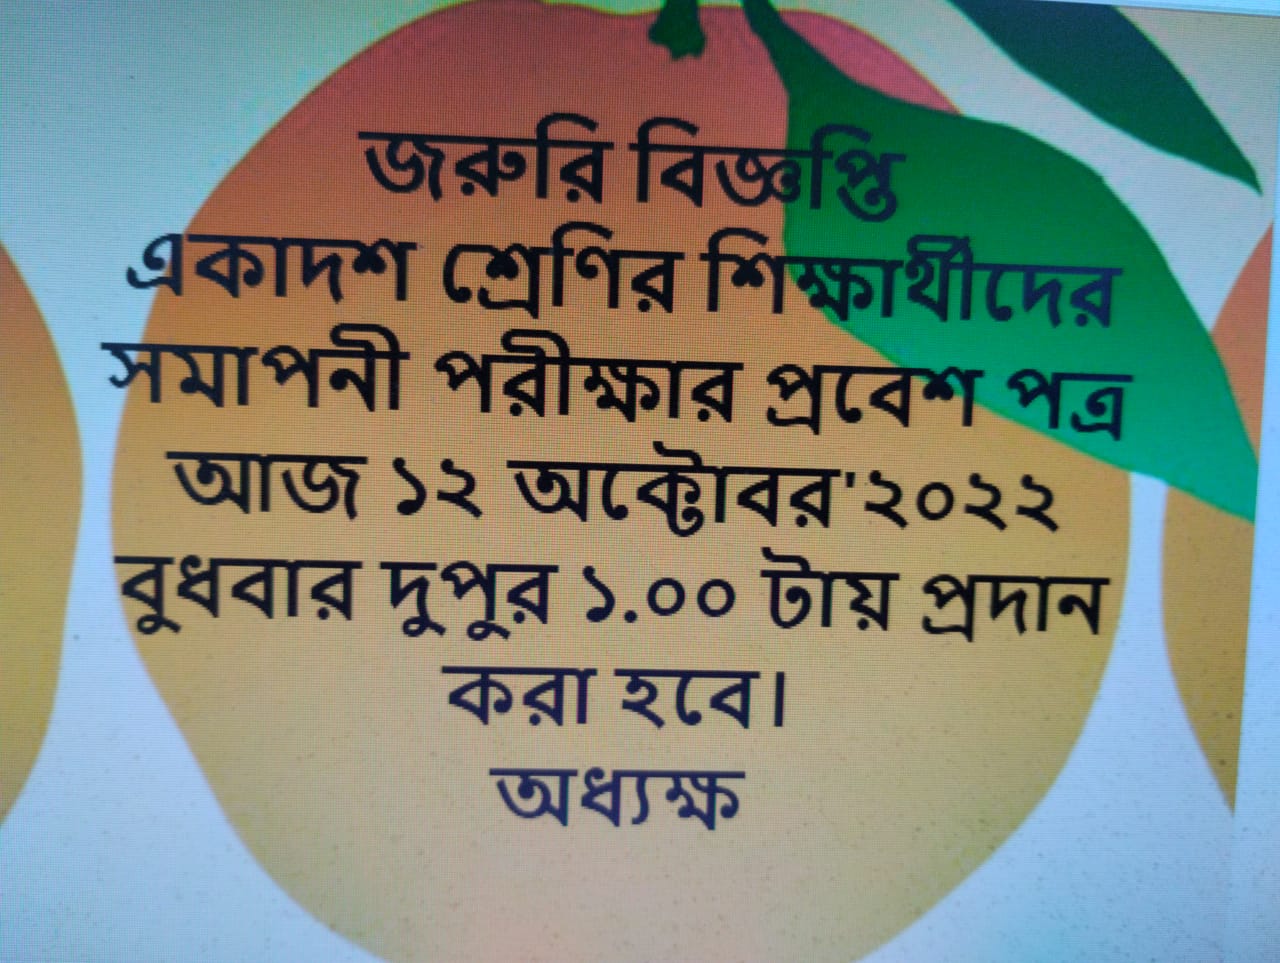 জরুরি বিজ্ঞপ্তি
একাদশ শ্রেণির শিক্ষার্থীদের
সমাপনী পরীক্ষার প্রবেশ পত্র
আজ ১২ অক্টোবর'২০২২
বুধবার দুপুর ১.০০ টায় প্রদান
করা হবে।
অধ্যক্ষ